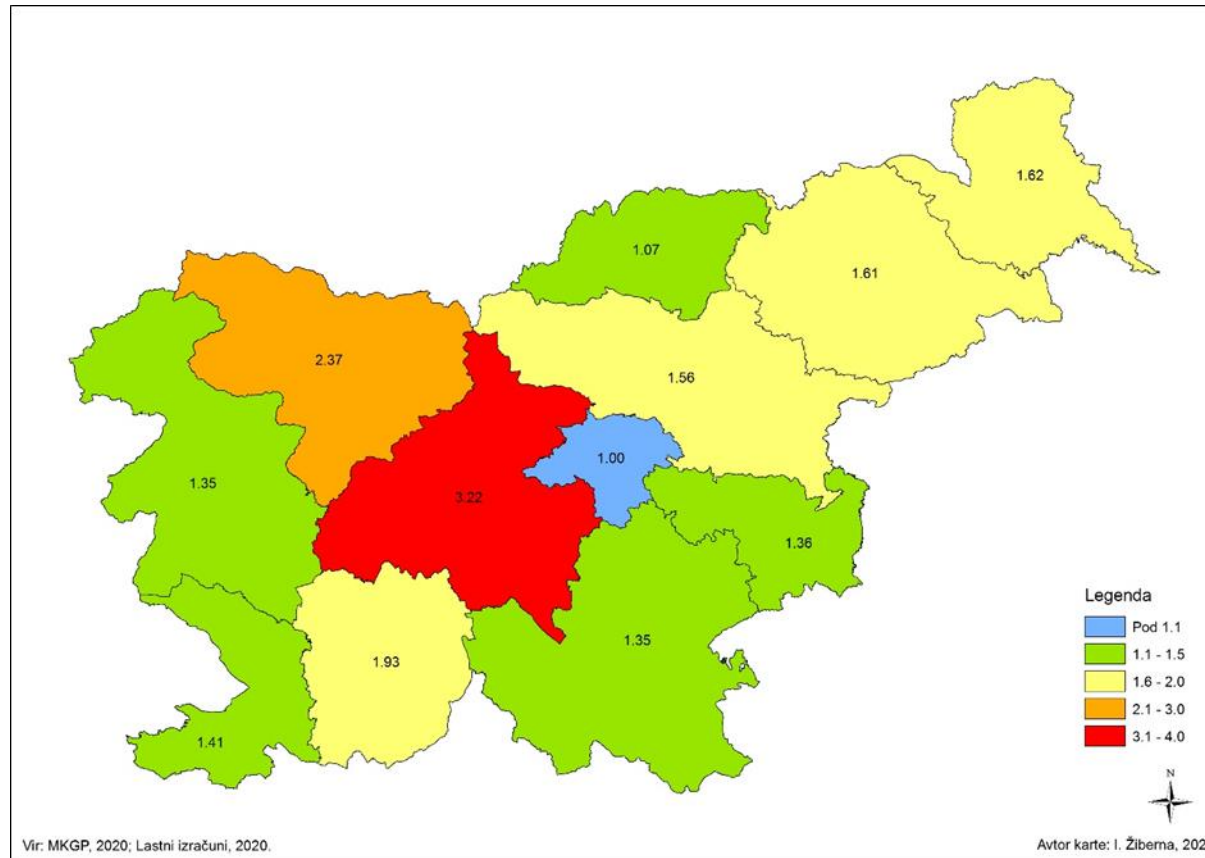 1.62
1.07
1.61
2.37
1.56
1.00
1.35
3.22
1.36
1.35
1.93
1.41
Legenda
Pod 1.1
1.1 - 1.5
1.6 - 2.0
2.1 - 3.0
3.1 - 4.0
N
Vir: MKGP, 2020; Lastni izračuni, 2020.
Avtor karte: I. Žiberna, 202